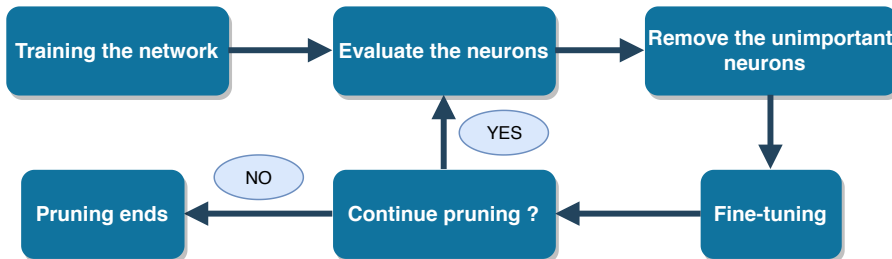 Training the network
Evaluate the neurons
Remove the unimportant
neurons
YES
NO
Pruning ends
Continue pruning ?
Fine-tuning